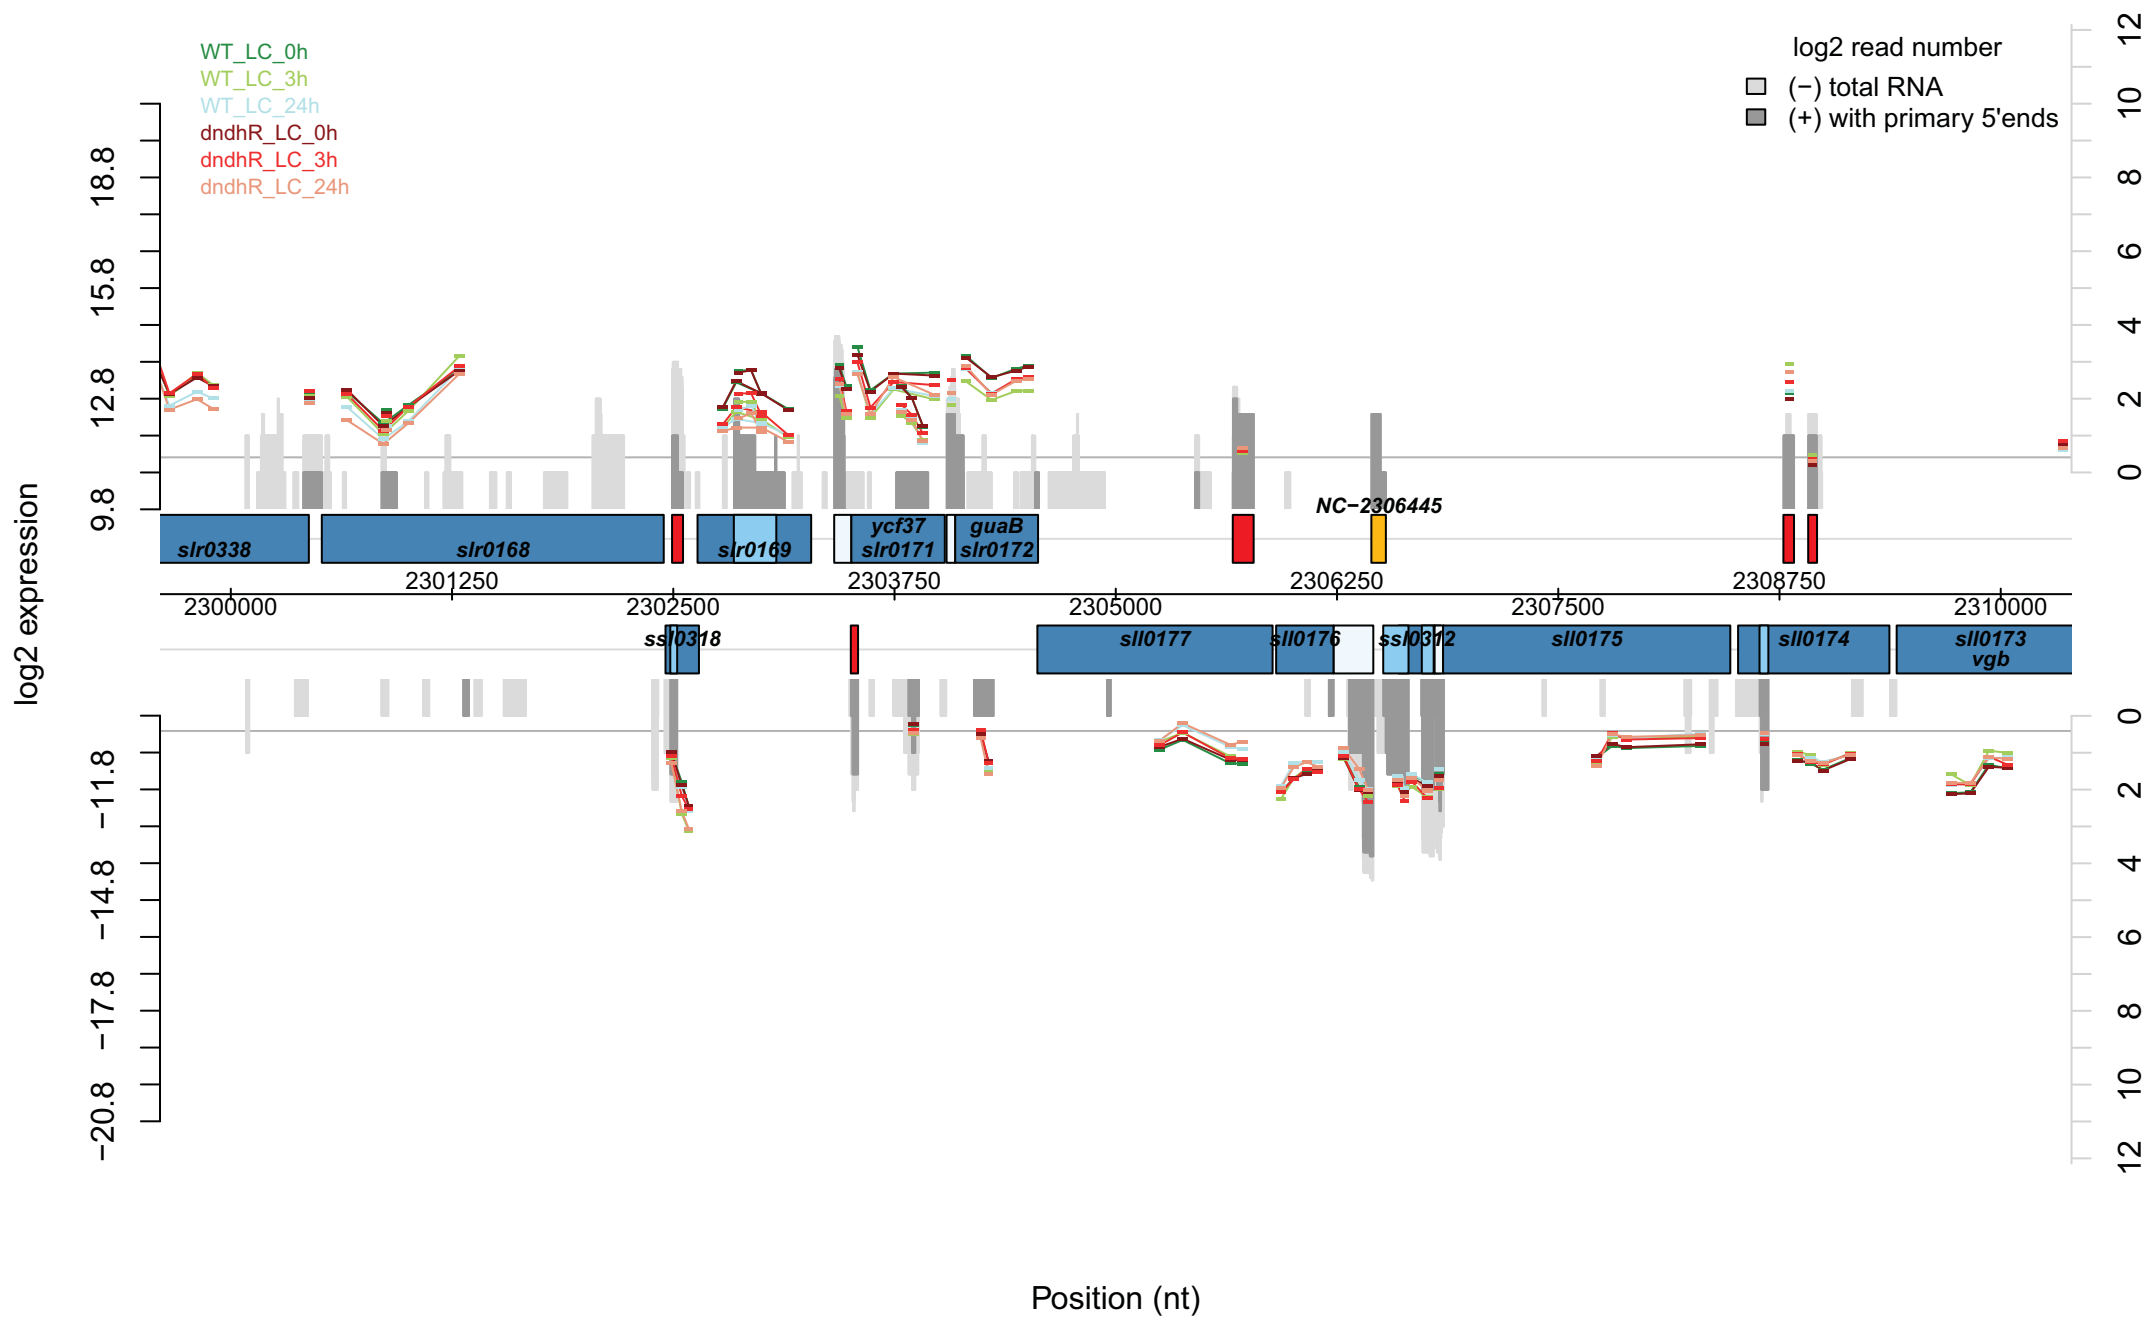 WT_LC_0h
WT_LC_3h
WT_LC_24h
dndhR_LC_0h
dndhR_LC_3h
dndhR_LC_24h
log2 read number
(−) total RNA
(+) with primary 5'ends
log2 expression
18.8
15.8
12.8
9.8
12
10
8
6
4
2
0
NC−2306445
slr0338
slr0168
slr0169
ycf37
slr0171
guaB
slr0172
2301250
2303750
2306250
2308750
2300000
2302500
2305000
2307500
2310000
ssl0318
sll0177
sll0176
ssl0312
sll0175
sll0174
sll0173
vgb
−11.8
−14.8
−17.8
−20.8
0
2
4
6
8
10
12
Position (nt)